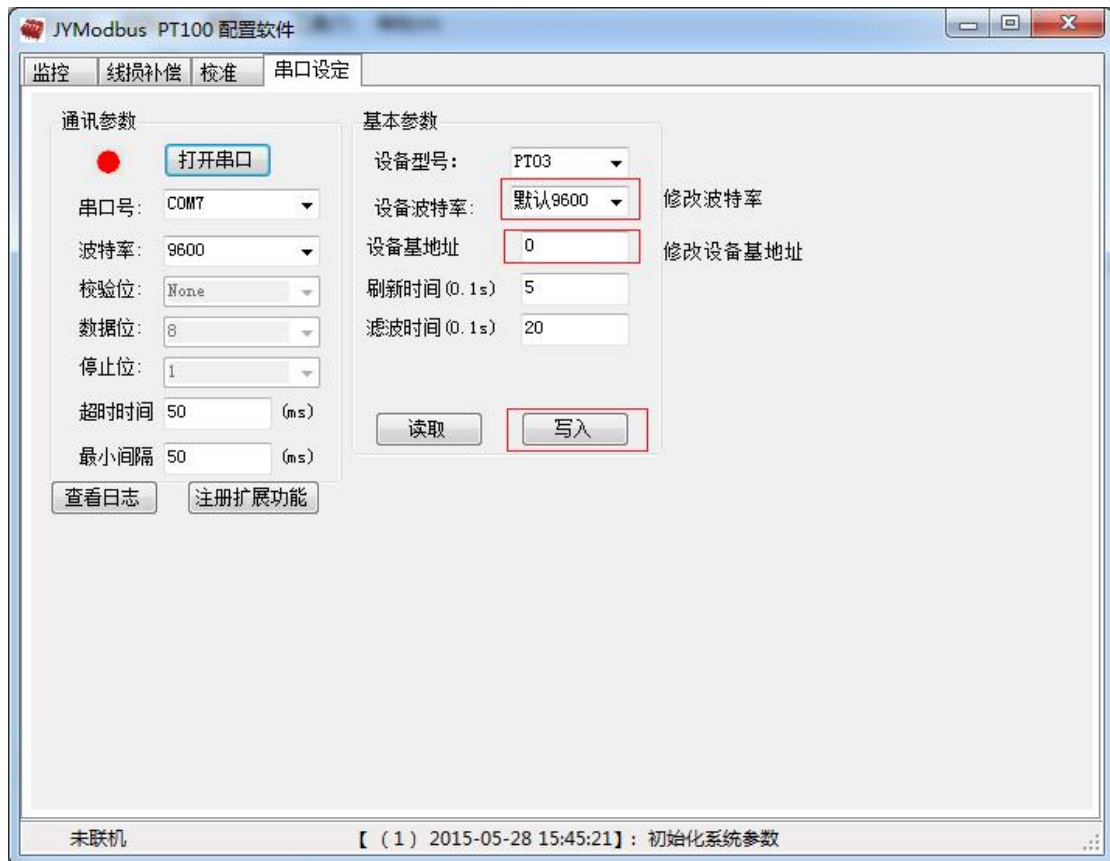 JYModbus PT100 配置软件
监控 线损补偿 校准 串口设定
通讯参数
打开串口
串口号: COM7
波特率: 9600
校验位: None
数据位: 8
停止位: 1
超时时间 50 (ms)
最小间隔 50 (ms)
查看日志 注册扩展功能
基本参数
设备型号: PT03
设备波特率: 默认9600 修改波特率
设备基地址 0 修改设备基地址
刷新时间(0.1s) 5
滤波时间(0.1s) 20
读取 写入
未联机 【 (1) 2015-05-28 15:45:21】: 初始化系统参数